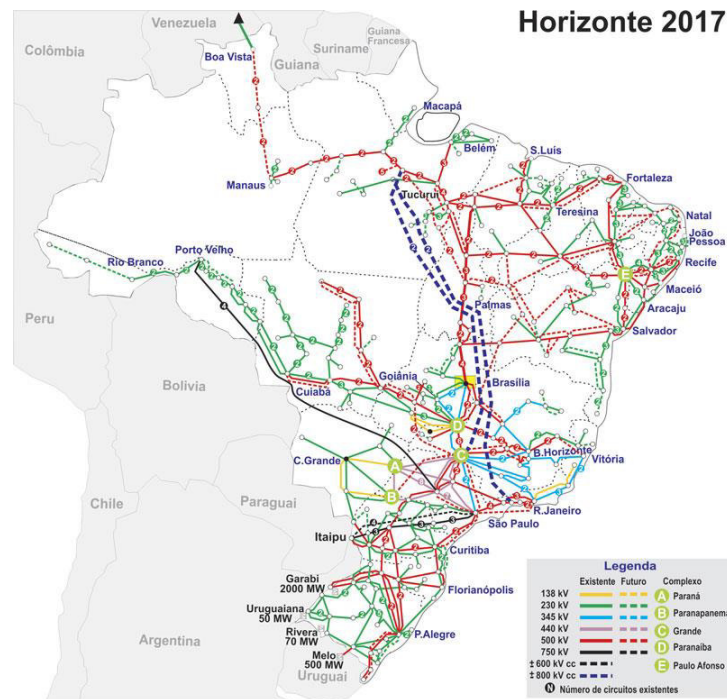 Horizonte 2017
Venezuela
Guiana
Francesa
Suriname
Colômbia
Boa Vista
Guiana
Macapá
Belém
S.Luis
Fortaleza
Manaus
Tucuruí
Teresina
Natal
João
Pessoa
Porto Velho
Rio Branco
Recife
E
Palmas
Maceió
Aracaju
Peru
Salvador
Goiânia
Brasília
Bolívia
Cuiabá
D
C.Grande
A
C
B.Horizonte
Vitória
Chile
Paraguai
B
R.Janeiro
São Paulo
Itaipu
Curitiba
Garabi
2000 MW
Florianópolis
Uruguaiana
50 MW
Rivera
70 MW
P.Alegre
Melo
500 MW
Argentina
Uruguai
Legenda
Existente Futuro Complexo
138 kV A Paraná
230 kV B Paranapanema
345 kV C Grande
440 kV D Paranaíba
500 kV E Paulo Afonso
750 kV
± 600 kV cc
± 800 kV cc
N Número de circuitos existentes